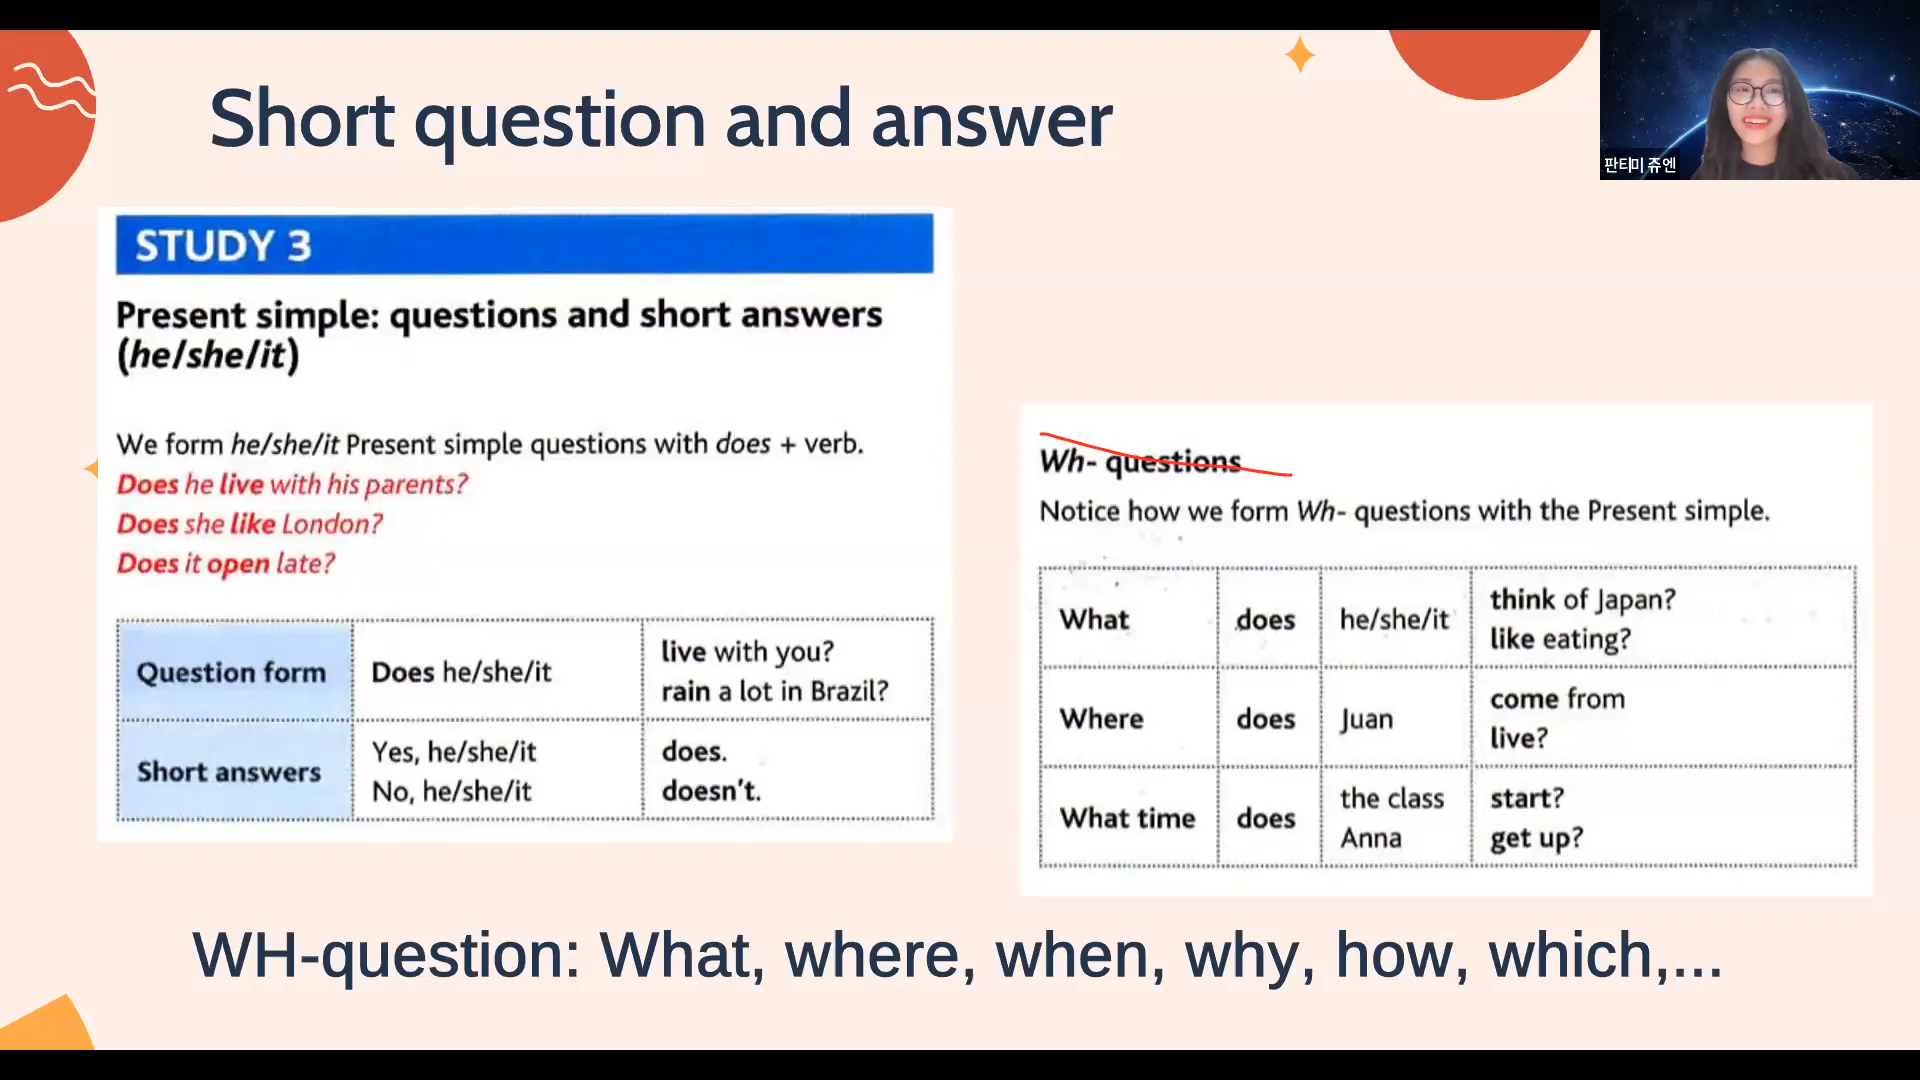 Short question and answer
판티미 쥬엔
STUDY 3
Present simple: questions and short answers
(he/she/it)
We form he/she/it Present simple questions with does + verb.
Does he live with his parents?
Does she like London?
Does it open late?
Question form Does he/she/it live with you?
rain a lot in Brazil?
Short answers Yes, he/she/it does.
No, he/she/it doesn't.
Wh- questions
Notice how we form Wh- questions with the Present simple.
What does he/she/it think of Japan?
like eating?
Where does Juan come from
live?
What time does the class start?
Anna get up?
WH-question: What, where, when, why, how, which,...